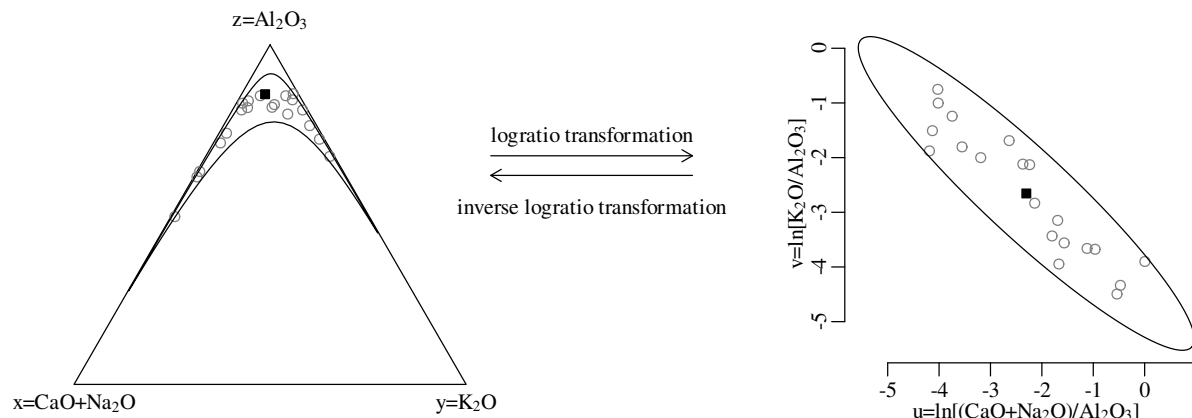 z=Al₂O₃
x=CaO+Na₂O
y=K₂O
logratio transformation
inverse logratio transformation
v=ln[K₂O/Al₂O₃]
0
-1
-2
-3
-4
-5
-5 -4 -3 -2 -1 0
u=ln[(CaO+Na₂O)/Al₂O₃]